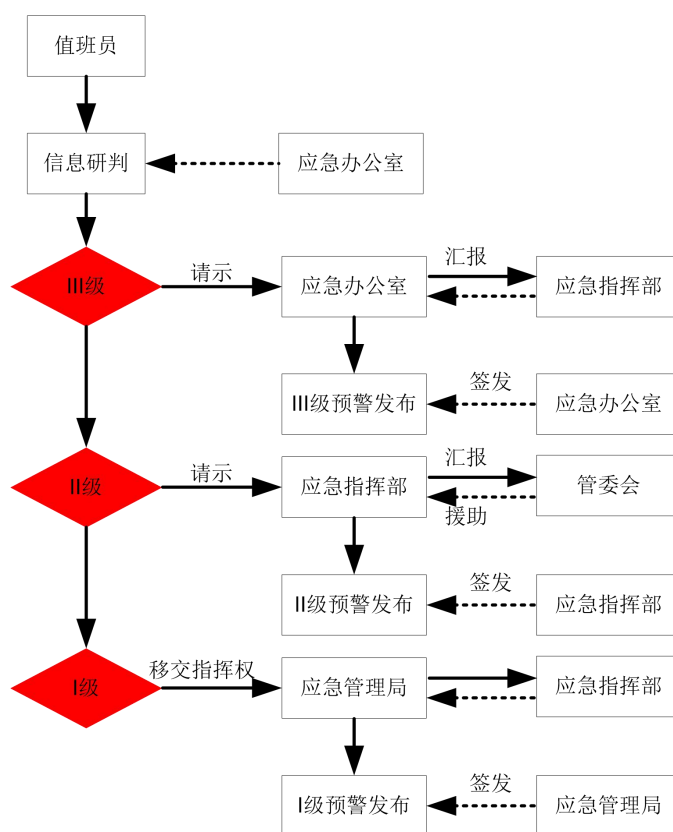 值班员
信息研判
应急办公室
III级
请示
应急办公室
汇报
应急指挥部
III级预警发布
签发
应急办公室
II级
请示
应急指挥部
汇报
援助
管委会
II级预警发布
签发
应急指挥部
I级
移交指挥权
应急管理局
应急指挥部
I级预警发布
签发
应急管理局